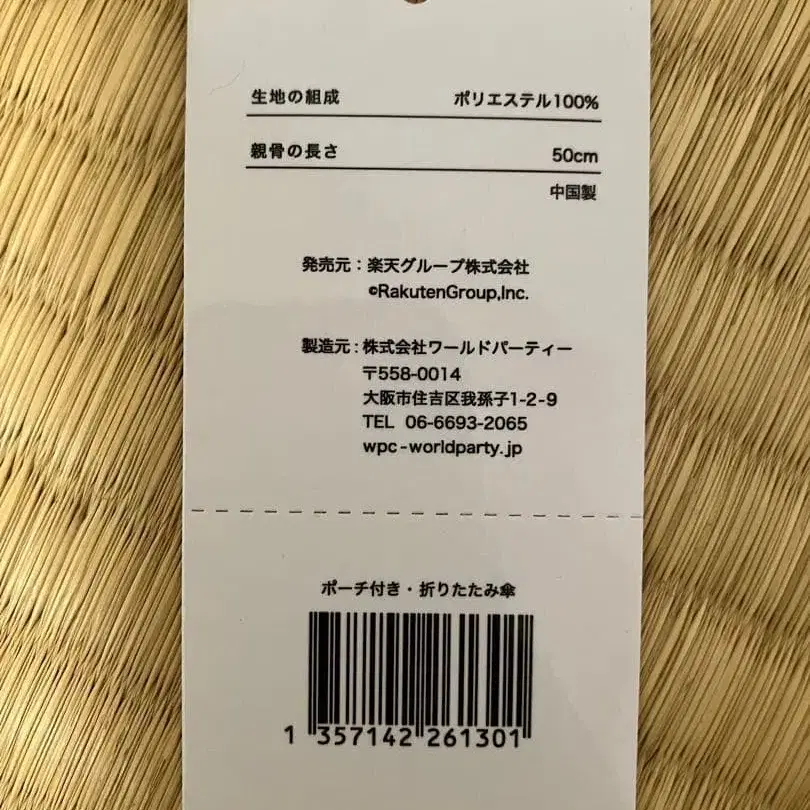 生地の組成 ポリエステル100%
親骨の長さ 50cm
中国製
発売元：楽天グループ株式会社
©RakutenGroup,Inc.
製造元：株式会社ワールドパーティー
〒558-0014
大阪市住吉区我孫子1-2-9
TEL 06-6693-2065
wpc-worldparty.jp
ポーチ付き・折りたたみ傘
1 357142 261301